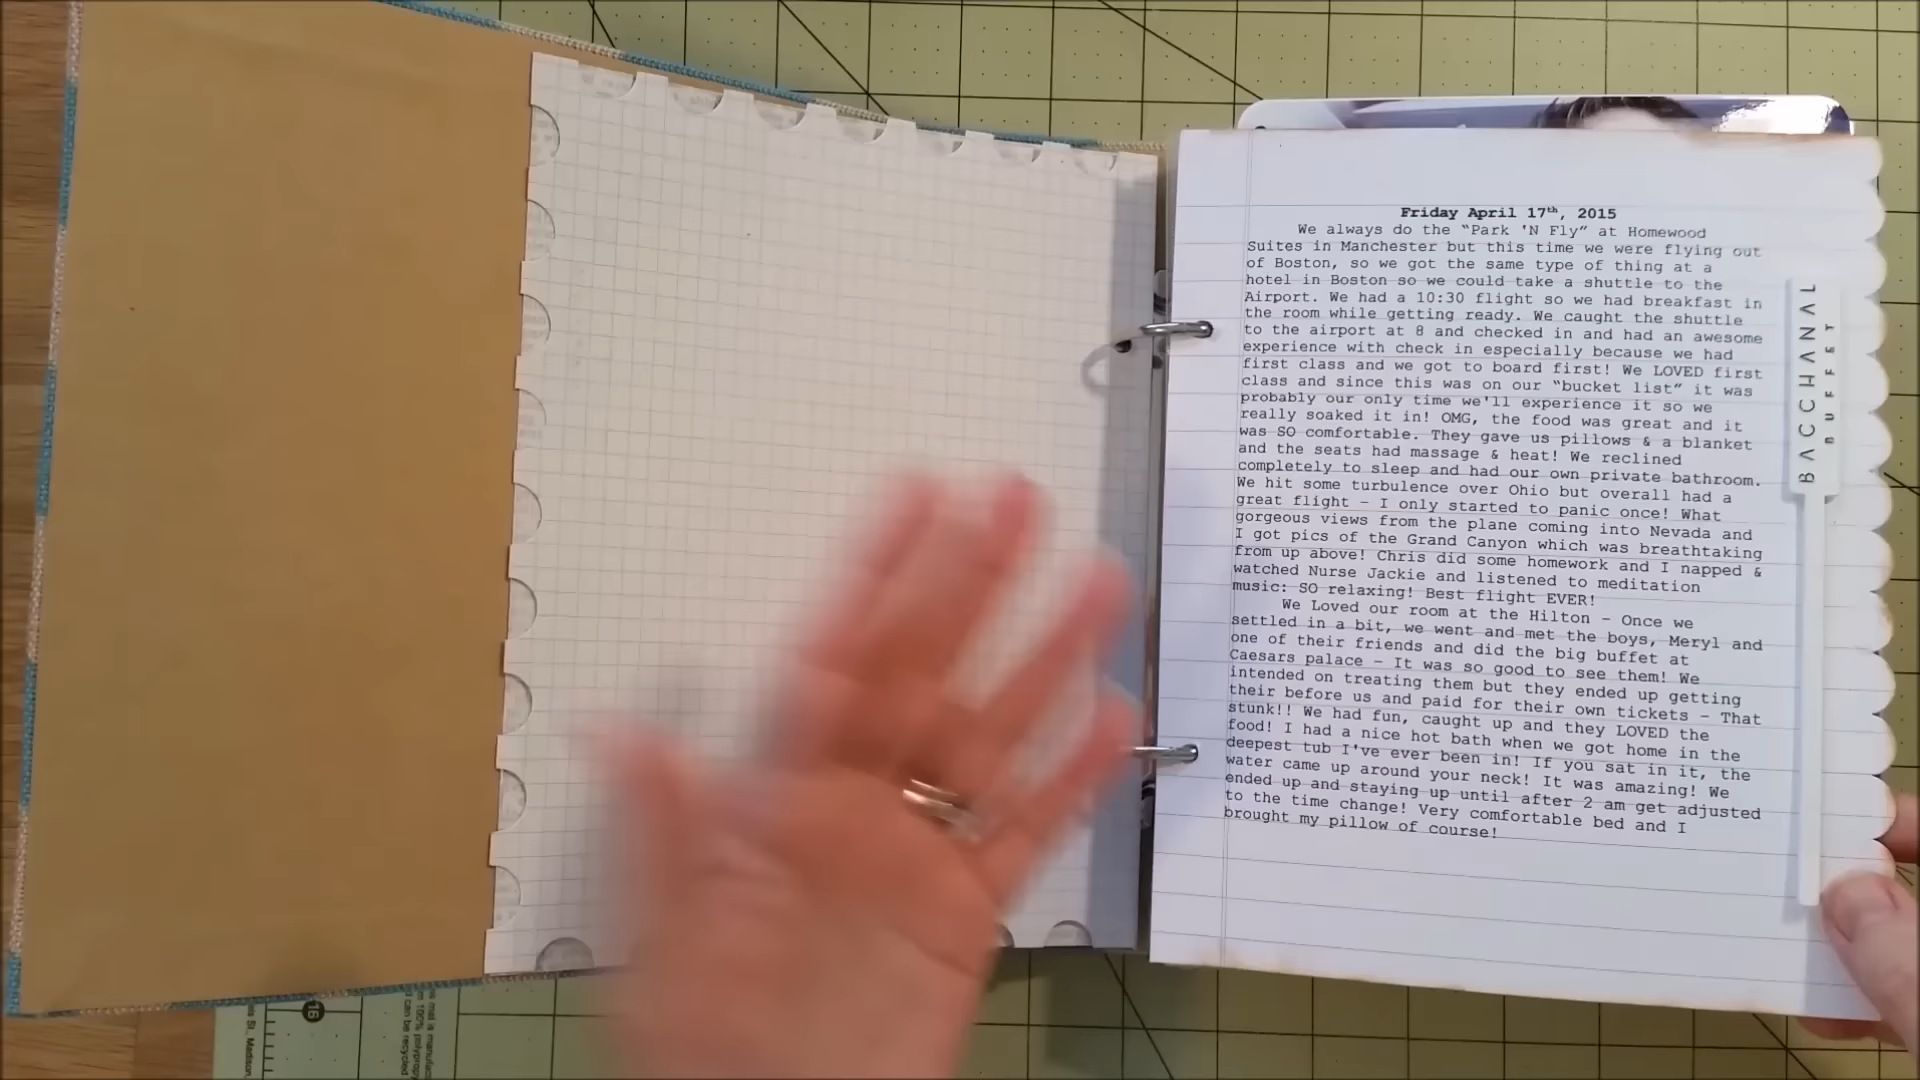 Friday April 17th, 2015
We always do the “Park 'N Fly” at Homewood
Suites in Manchester but this time we were flying out
of Boston, so we got the same type of thing at a
hotel in Boston so we could take a shuttle to the
Airport. We had a 10:30 flight so we had breakfast in
the room while getting ready. We caught the shuttle
to the airport at 8 and checked in and had an awesome
experience with check in especially because we had
first class and we got to board first! We LOVED first
class and since this was on our “bucket list” it was
probably our only time we'll experience it so we
really soaked it in! OMG, the food was great and it
was SO comfortable. They gave us pillows & a blanket
and the seats had massage & heat! We reclined
completely to sleep and had our own private bathroom.
We hit some turbulence over Ohio but overall had a
great flight – I only started to panic once! What
gorgeous views from the plane coming into Nevada and
I got pics of the Grand Canyon which was breathtaking
from up above! Chris did some homework and I napped &
watched Nurse Jackie and listened to meditation
music: SO relaxing! Best flight EVER!
We Loved our room at the Hilton – Once we
settled in a bit, we went and met the boys, Meryl and
one of their friends and did the big buffet at
Caesars palace – It was so good to see them! We
intended on treating them but they ended up getting
their before us and paid for their own tickets – That
stunk!! We had fun, caught up and they LOVED the
food! I had a nice hot bath when we got home in the
deepest tub I've ever been in! If you sat in it, the
water came up around your neck! It was amazing! We
ended up and staying up until after 2 am get adjusted
to the time change! Very comfortable bed and I
brought my pillow of course!
BACCHANAL
BUFFET
16
St., Madison
can be recycled